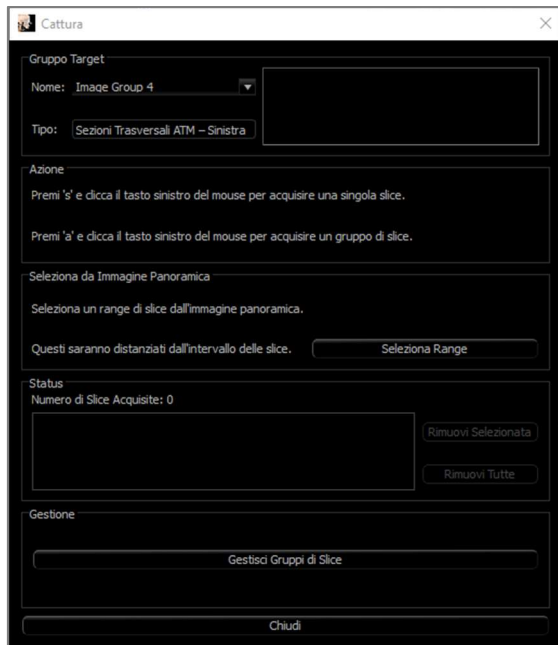 Cattura
Gruppo Target
Nome: Image Group 4
Tipo: Sezioni Trasversali ATM – Sinistra
Azione
Premi 's' e clicca il tasto sinistro del mouse per acquisire una singola slice.
Premi 'a' e clicca il tasto sinistro del mouse per acquisire un gruppo di slice.
Seleziona da Immagine Panoramica
Seleziona un range di slice dall'immagine panoramica.
Questi saranno distanziati dall'intervallo delle slice. Seleziona Range
Status
Numero di Slice Acquisite: 0
Rimuovi Selezionata
Rimuovi Tutte
Gestione
Gestisci Gruppi di Slice
Chiudi